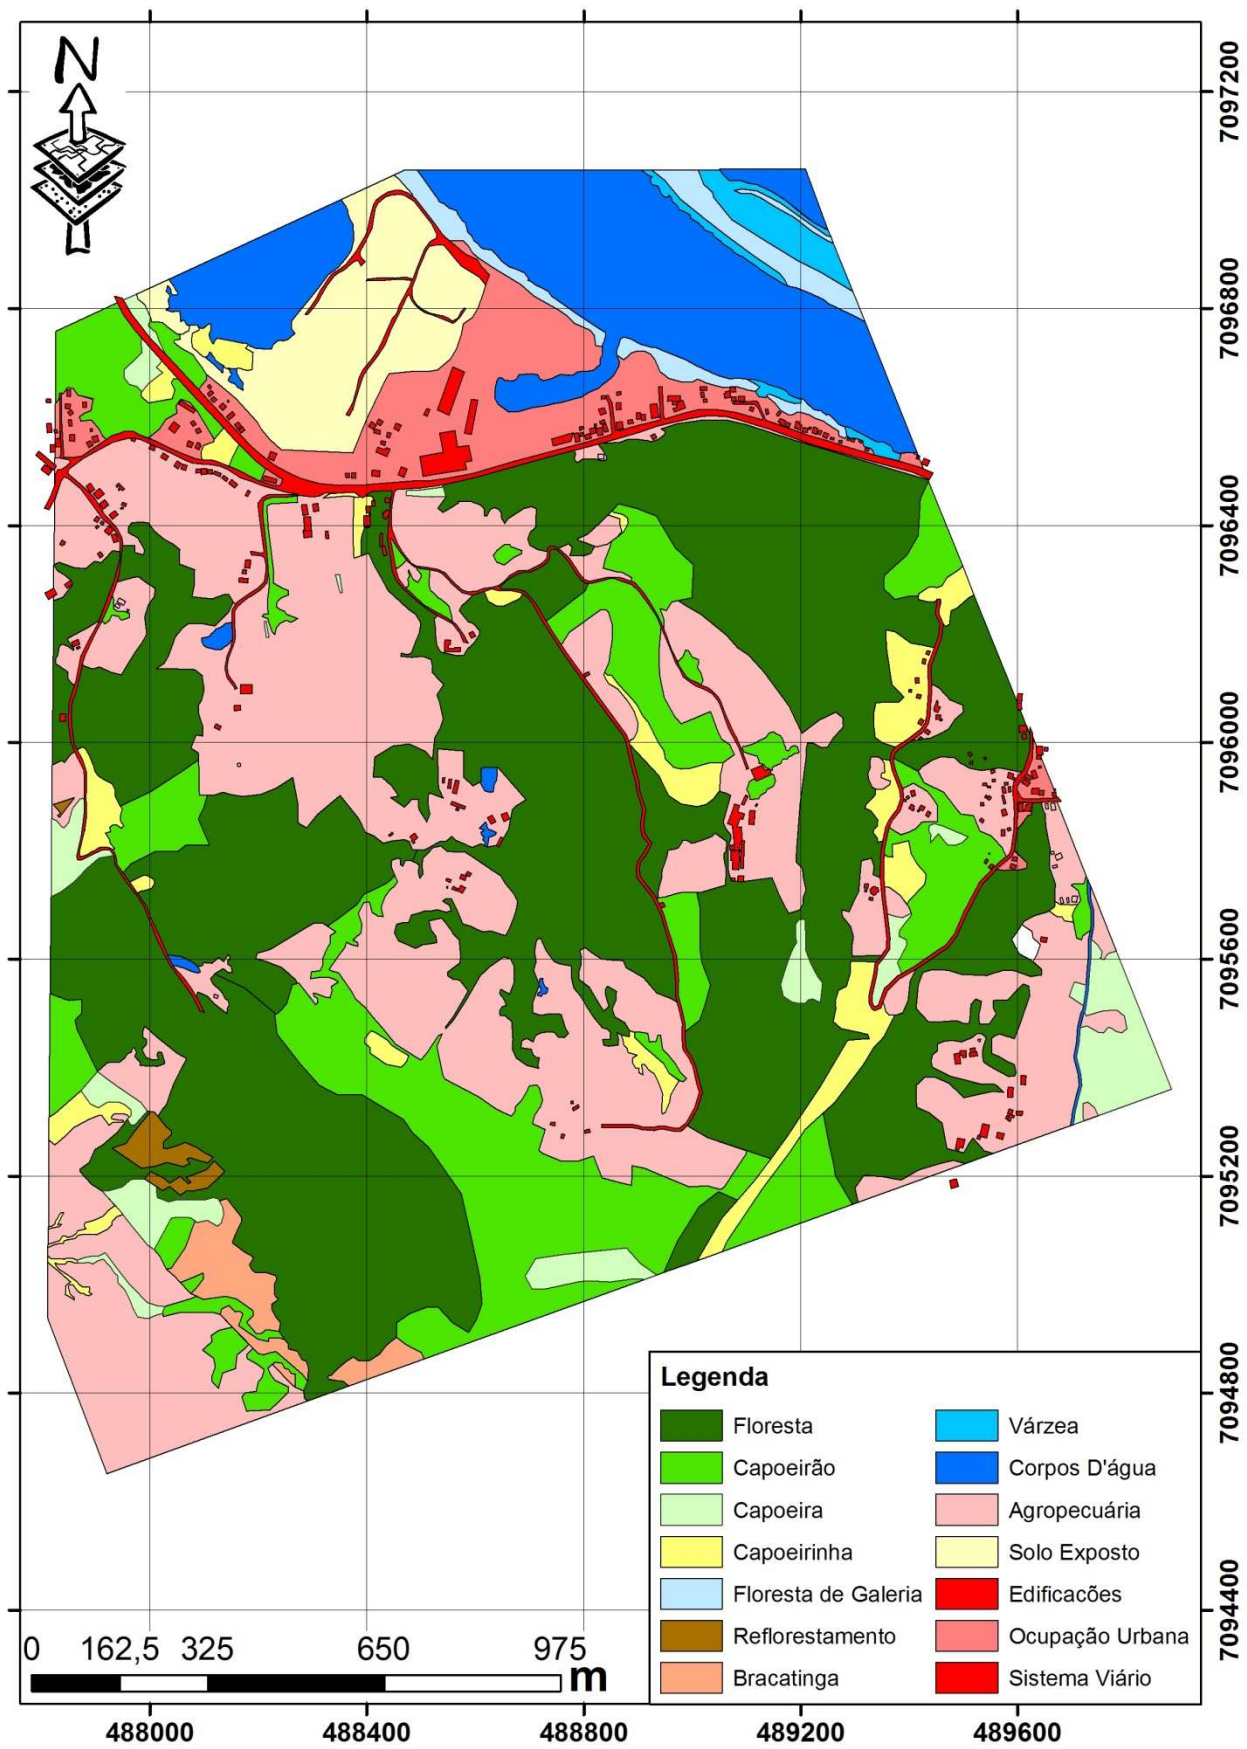 N
7097200
7096800
7096400
7096000
7095600
7095200
7094800
7094400
Legenda
Floresta
Capoeirão
Capoeira
Capoeirinha
Floresta de Galeria
Reflorestamento
Bracatinga
Várzea
Corpos D'água
Agropecuária
Solo Exposto
Edificacões
Ocupação Urbana
Sistema Viário
0 162,5 325 650 975
m
488000 488400 488800 489200 489600